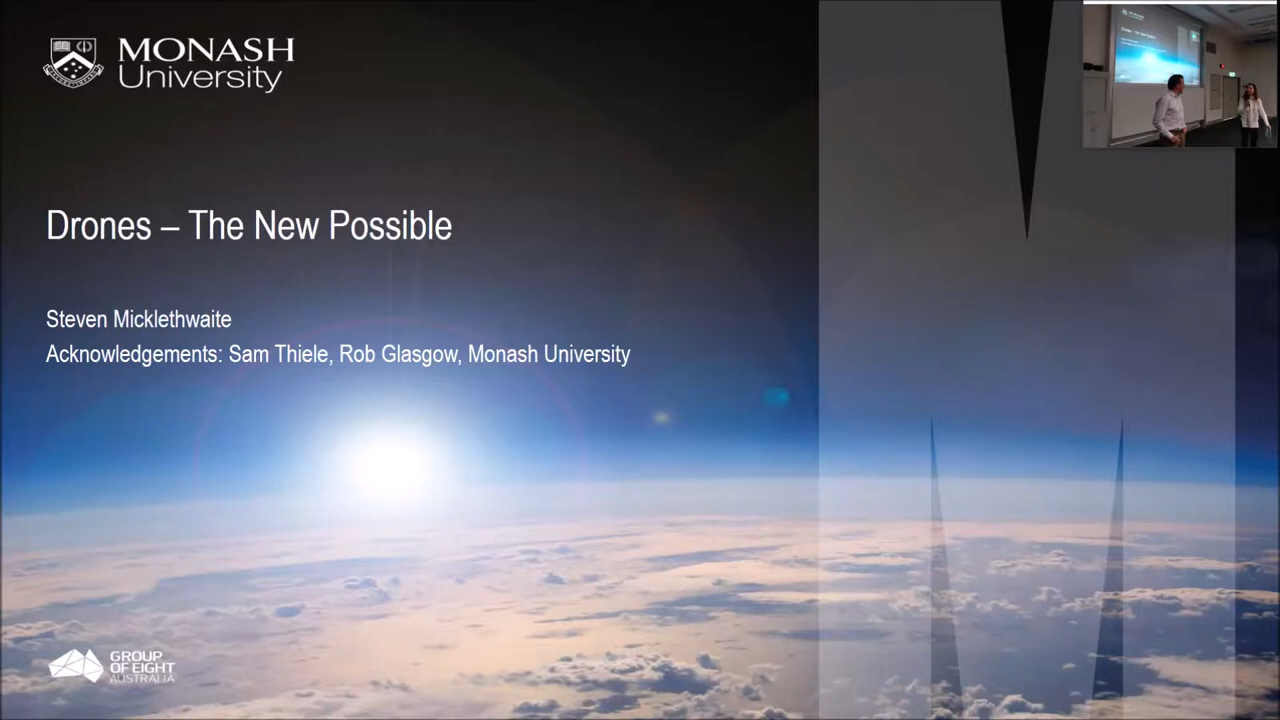 MONASH
University
Drones – The New Possible
Steven Micklethwaite
Acknowledgements: Sam Thiele, Rob Glasgow, Monash University
GROUP
OF EIGHT
AUSTRALIA